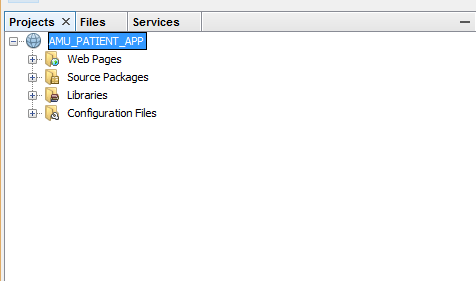 Projects Files Services
AMU_PATIENT_APP
Web Pages
Source Packages
Libraries
Configuration Files